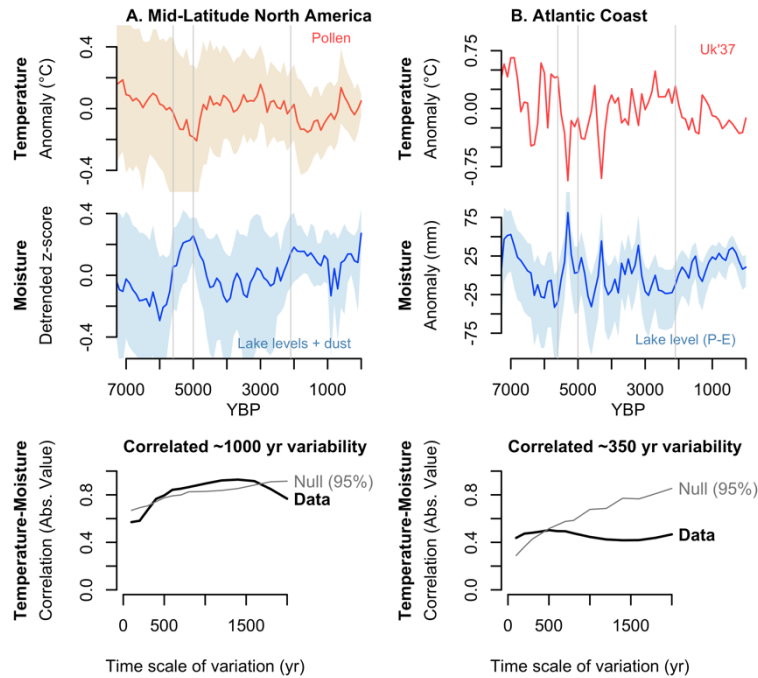 A. Mid-Latitude North America
Temperature
Anomaly (°C)
0.4
0.0
-0.4
Pollen
Moisture
Detrended z-score
0.4
0.0
-0.4
Lake levels + dust
7000 5000 3000 1000
YBP
B. Atlantic Coast
Temperature
Anomaly (°C)
0.75
0.00
-0.75
Uk'37
Moisture
Anomaly (mm)
75
25
-25
-75
Lake level (P-E)
7000 5000 3000 1000
YBP
Correlated ~1000 yr variability
Temperature-Moisture
Correlation (Abs. Value)
0.8
0.4
0.0
Null (95%)
Data
0 500 1500
Time scale of variation (yr)
Correlated ~350 yr variability
Temperature-Moisture
Correlation (Abs. Value)
0.8
0.4
0.0
Null (95%)
Data
0 500 1500
Time scale of variation (yr)